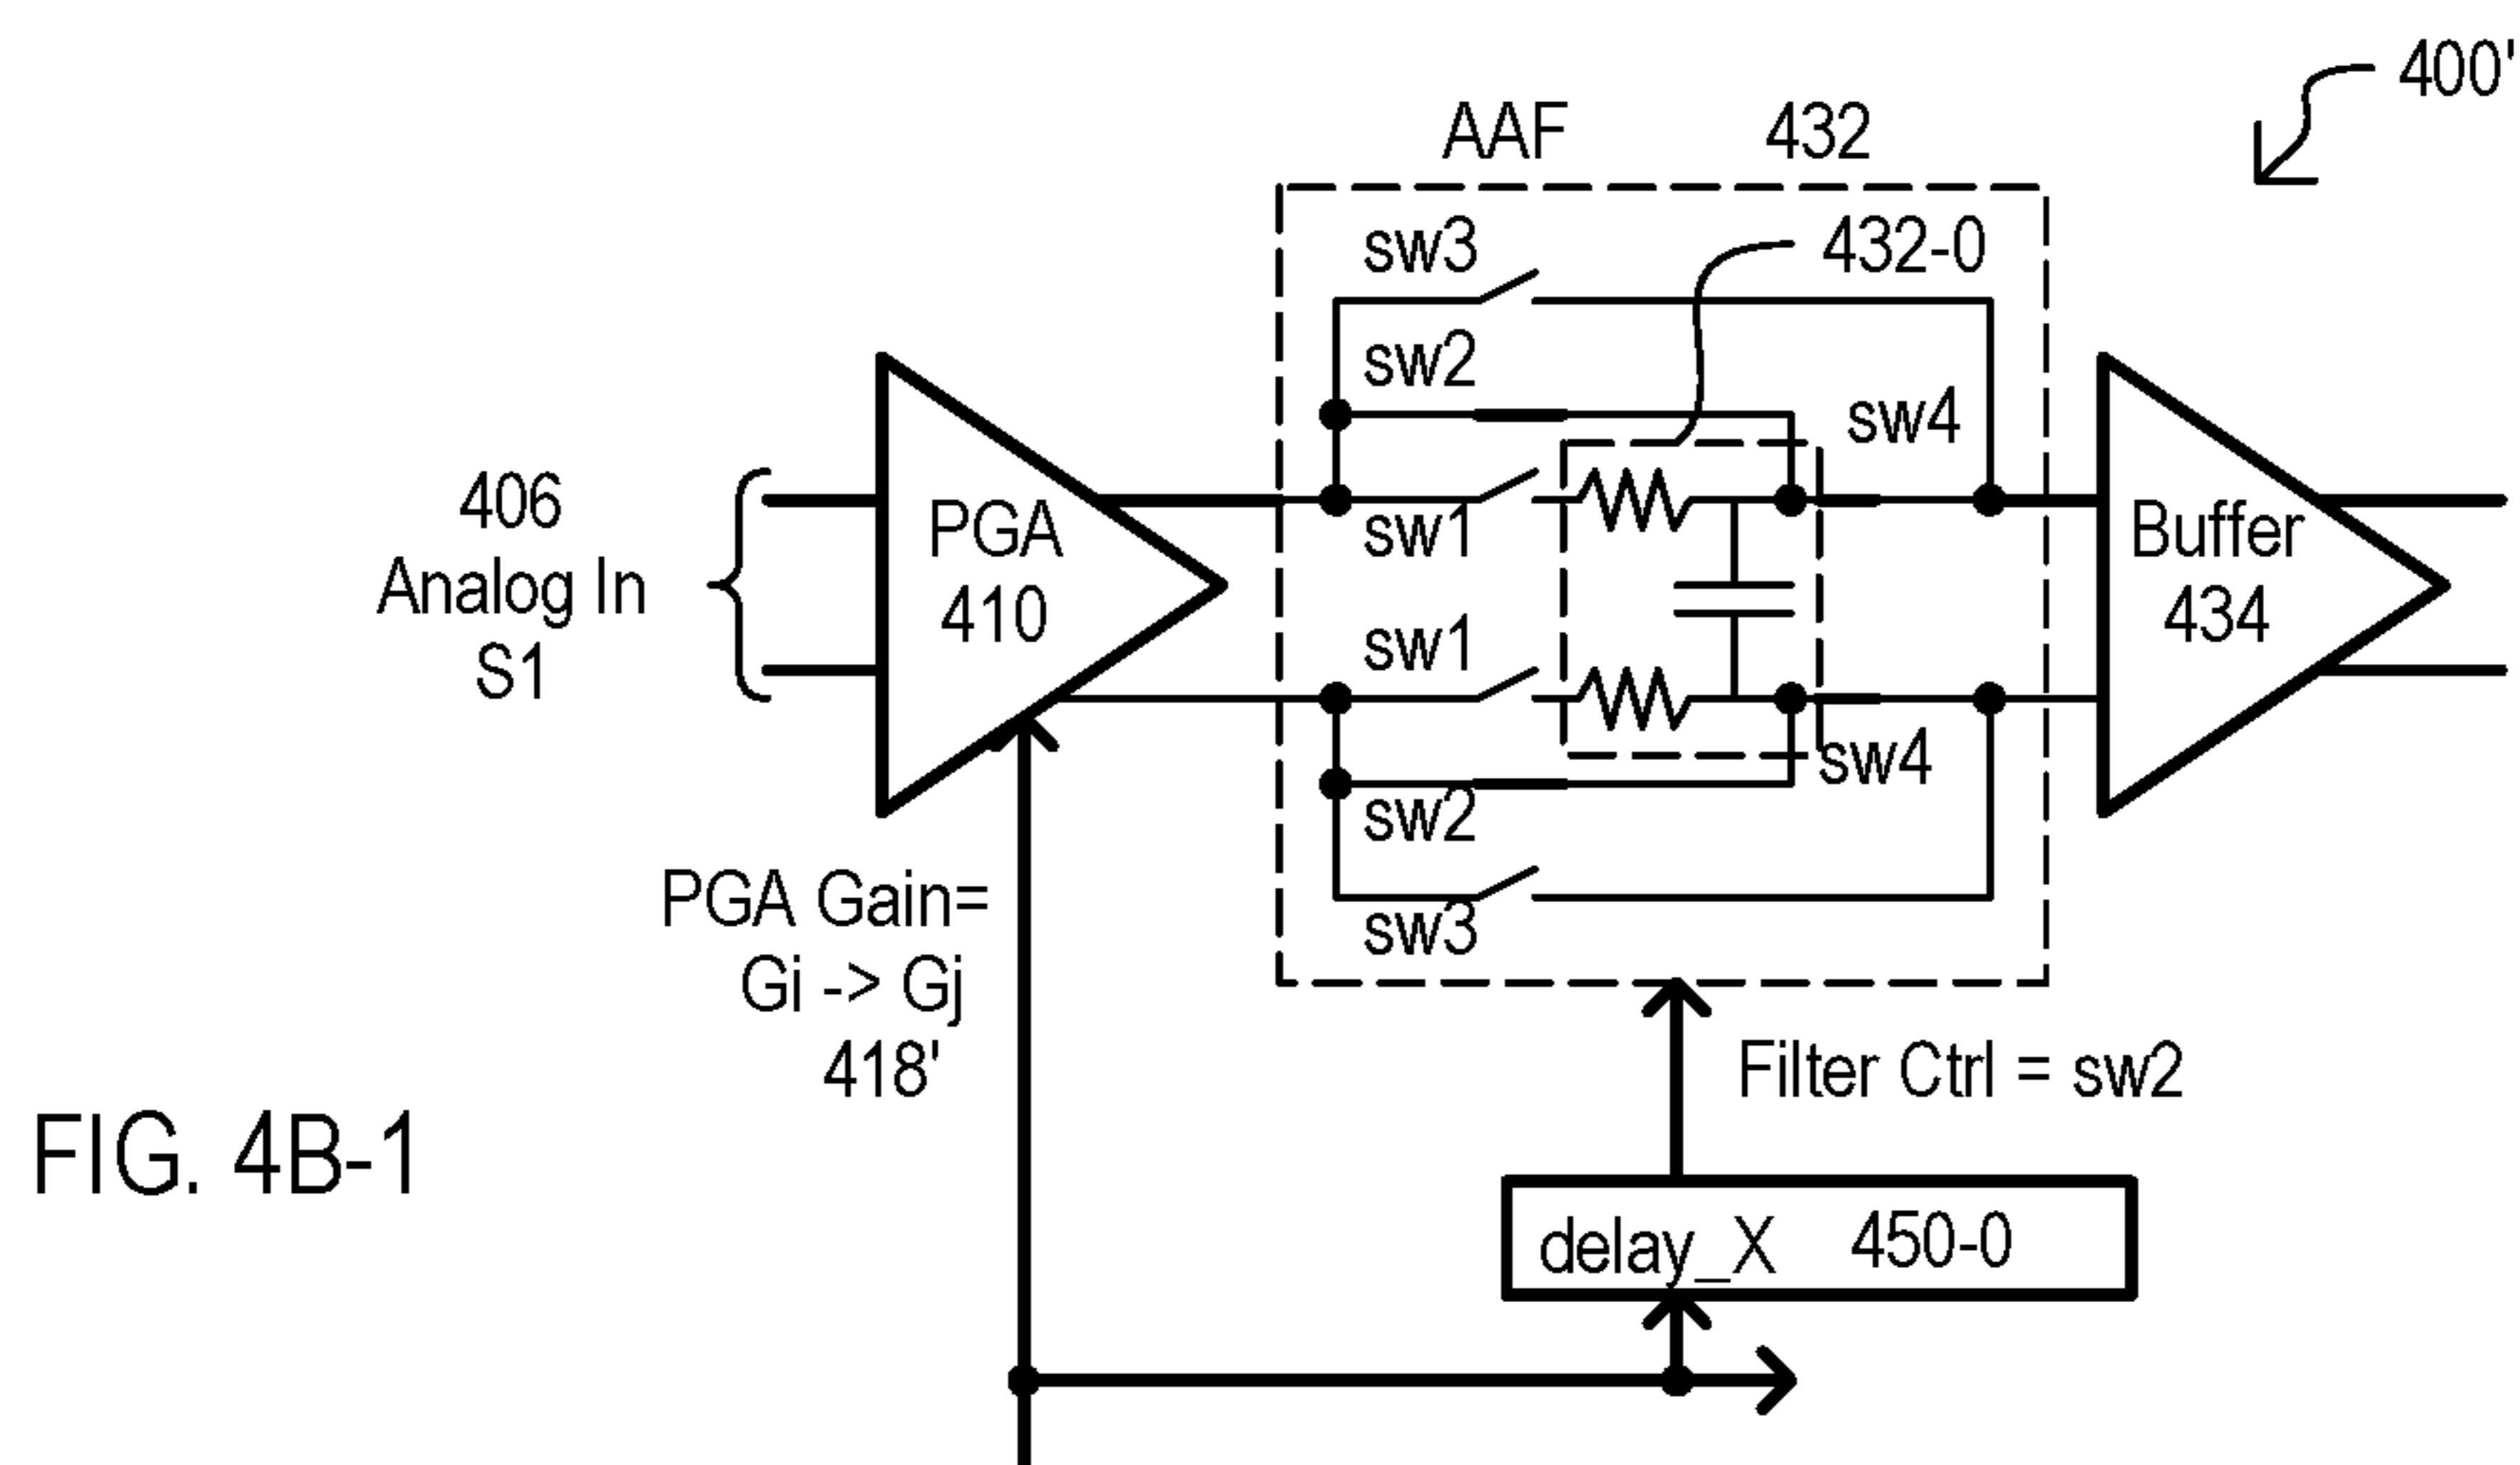 400'
AAF 432
sw3 432-0
sw2
sw4
406
Analog In
S1
PGA
410
sw1
sw1
Buffer
434
sw4
sw2
sw3
PGA Gain=
Gi -> Gj
418'
Filter Ctrl = sw2
FIG. 4B-1
delay_X 450-0